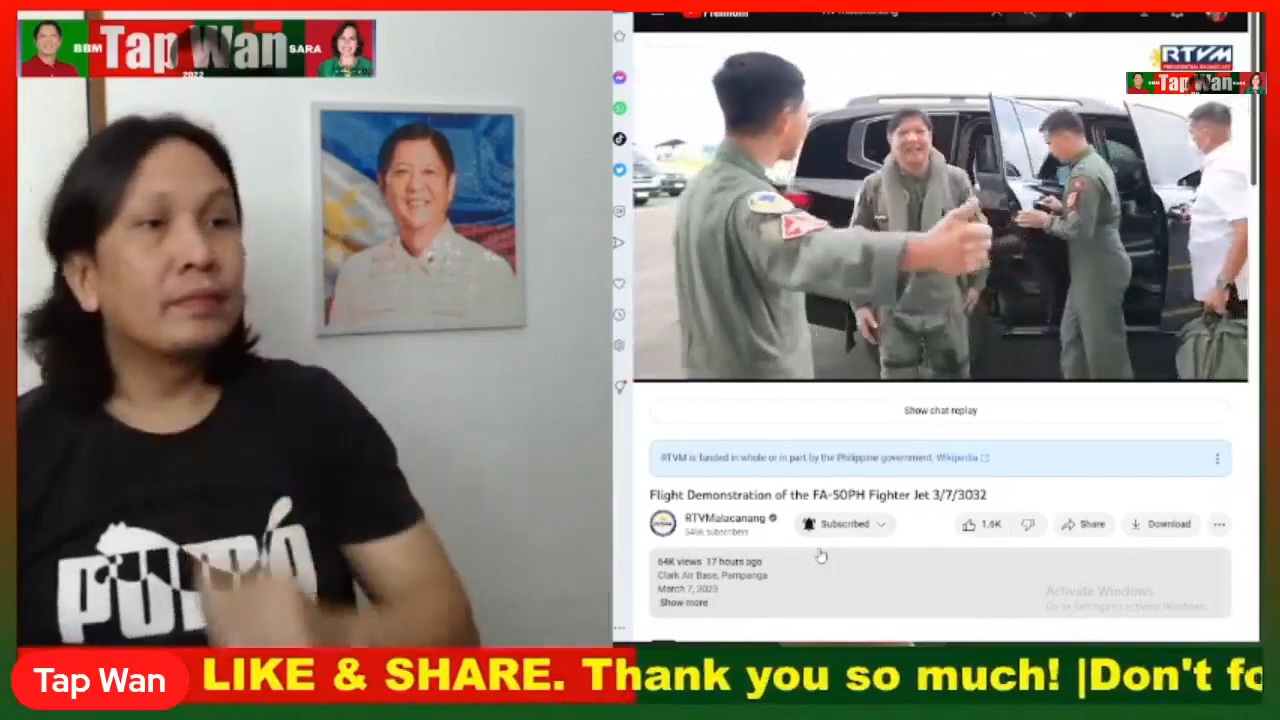 BBM Tap Wan SARA
2022
Premium
RTVM
Tap Wan
Show chat replay
RTVM is funded in whole or in part by the Philippine government. Wikipedia
Flight Demonstration of the FA-50PH Fighter Jet 3/7/3032
RTVMalacanang
646K subscribers
Subscribed
1.6K
Share
Download
64K views 17 hours ago
Clark Air Base, Pampanga
March 7, 2023
Show more
Activate Windows
Go to Settings to activate Windows.
PUMA
Tap Wan
LIKE & SHARE. Thank you so much! |Don't fo